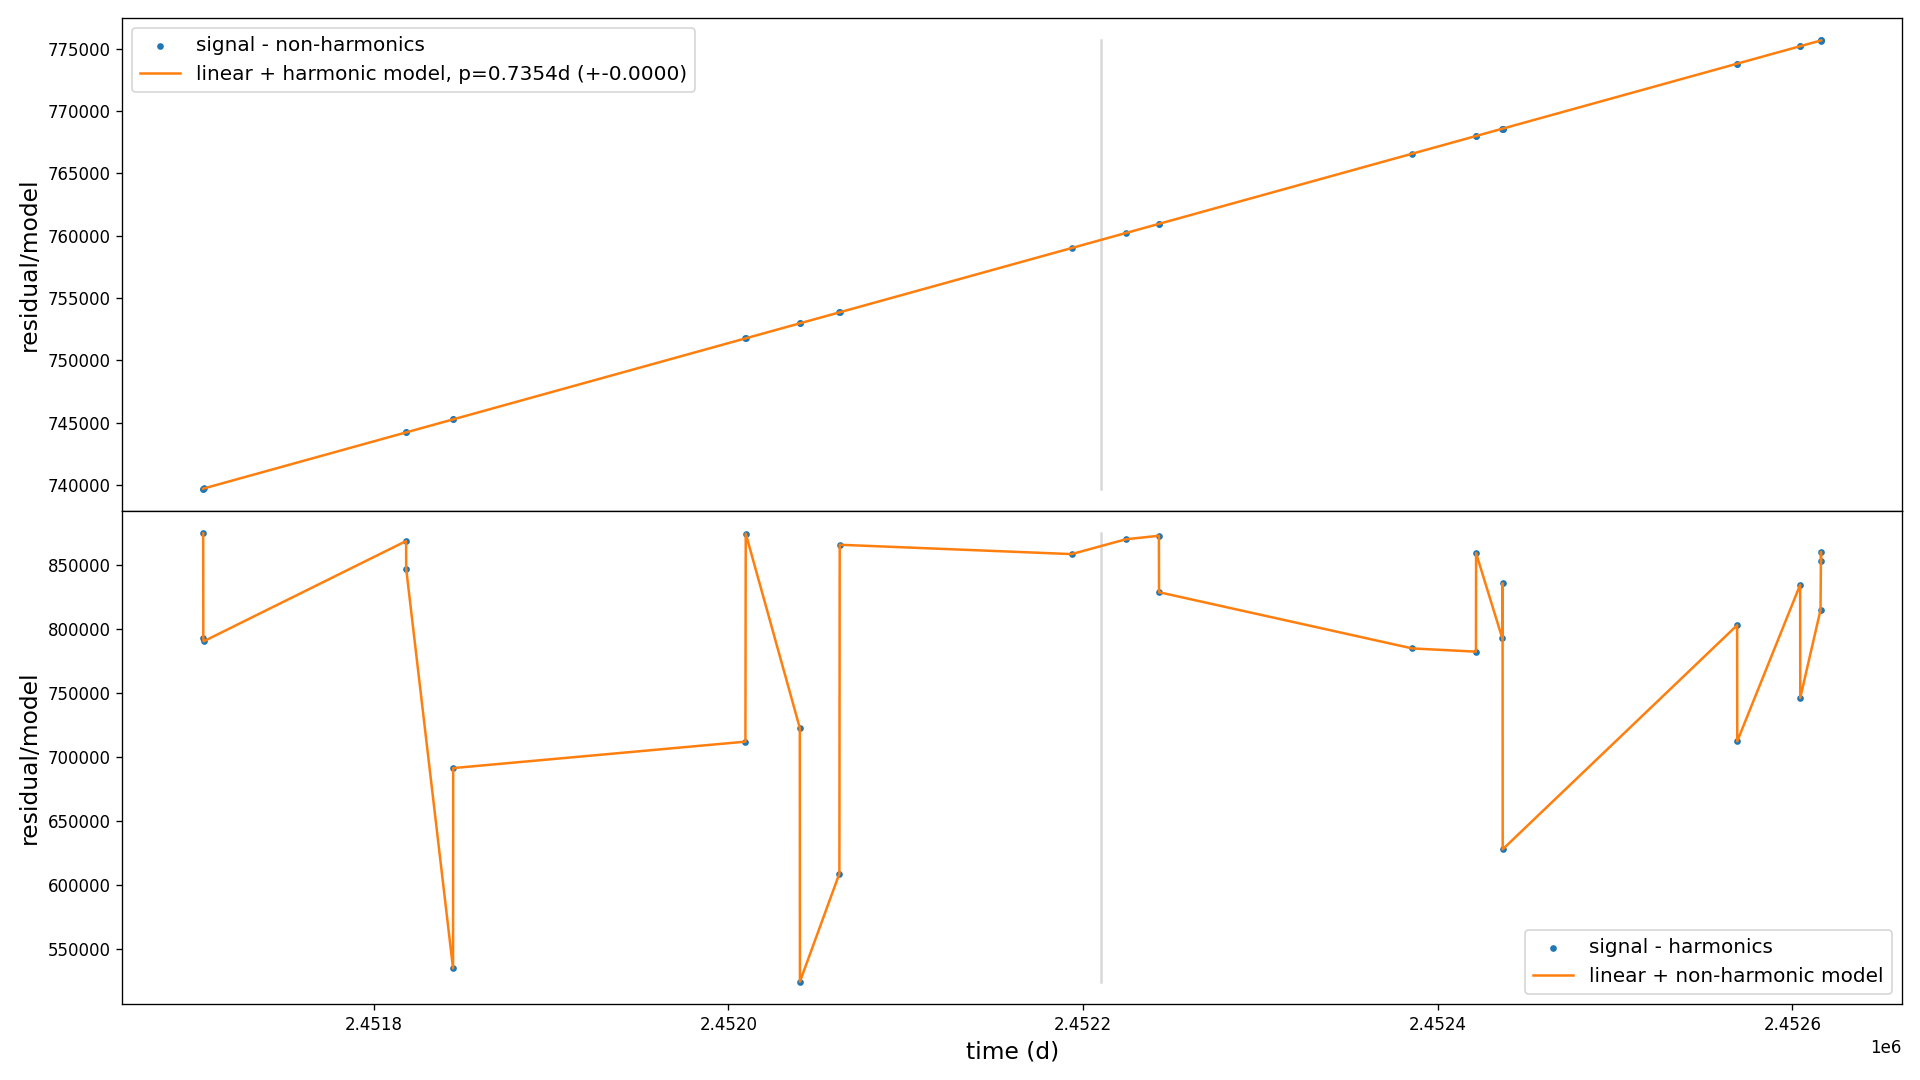 signal - non-harmonics
linear + harmonic model, p=0.7354d (+-0.0000)
775000
770000
765000
760000
755000
750000
745000
740000
residual/model
850000
800000
750000
700000
650000
600000
550000
residual/model
signal - harmonics
linear + non-harmonic model
2.4518 2.4520 2.4522 2.4524 2.4526
1e6
time (d)